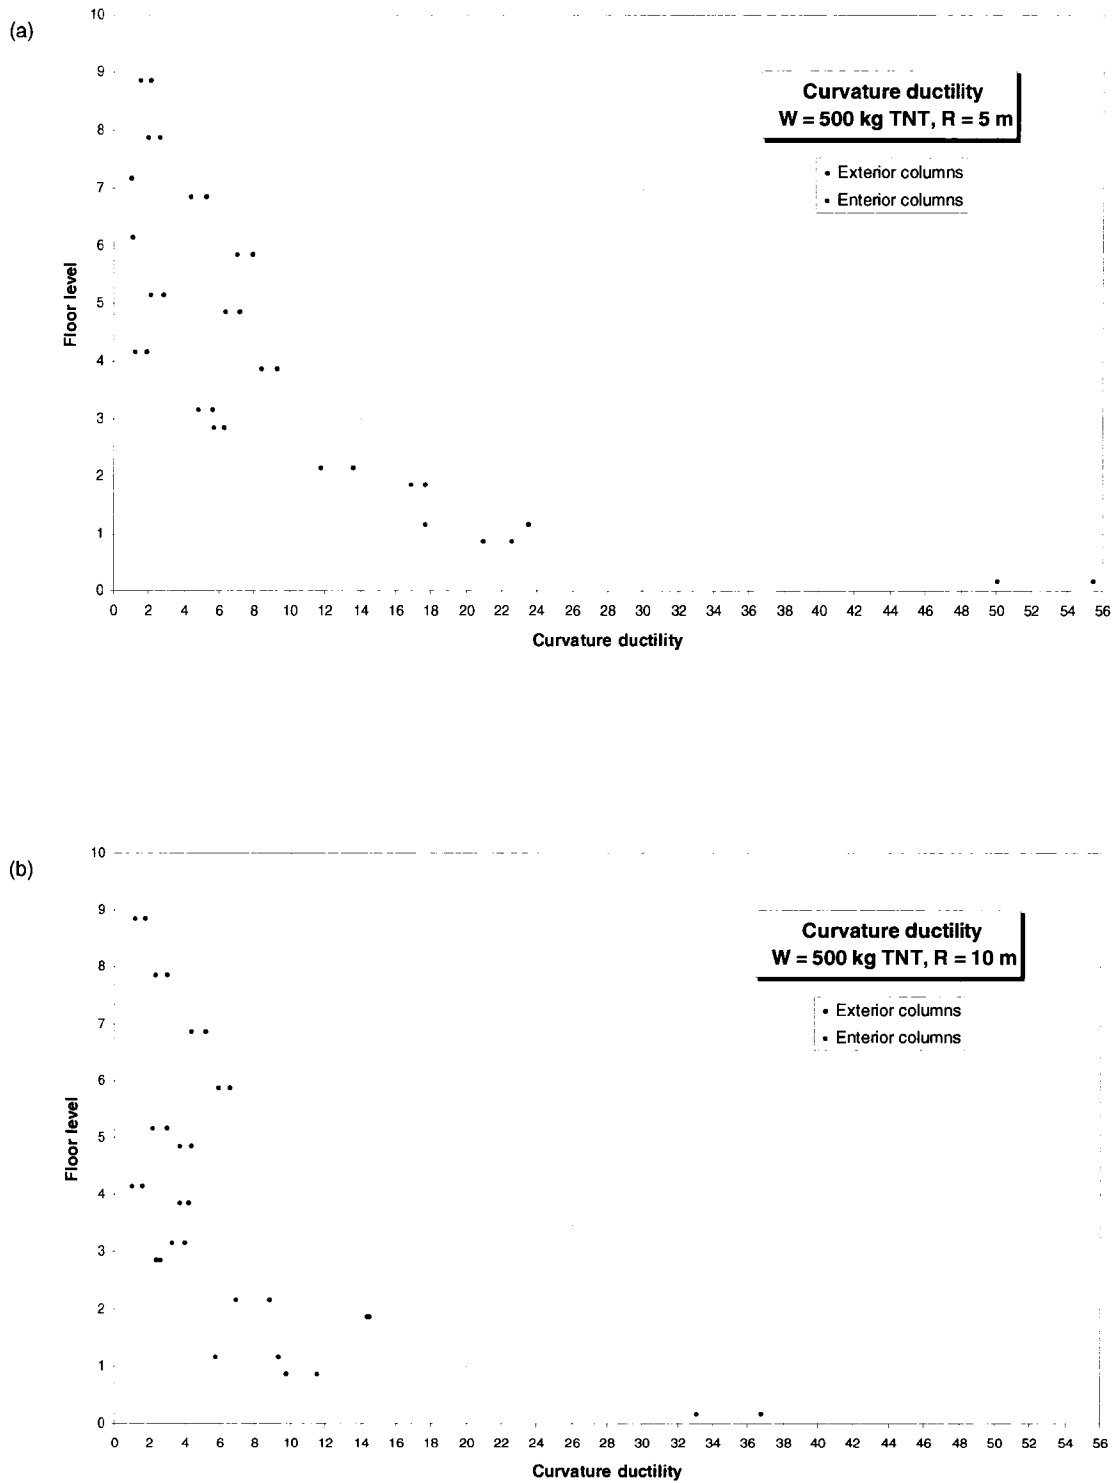 (a)
10
9
8
7
6
5
4
3
2
1
0
Floor level
Curvature ductility
W = 500 kg TNT, R = 5 m
Exterior columns
Enterior columns
0 2 4 6 8 10 12 14 16 18 20 22 24 26 28 30 32 34 36 38 40 42 44 46 48 50 52 54 56
Curvature ductility
(b)
10
9
8
7
6
5
4
3
2
1
0
Floor level
Curvature ductility
W = 500 kg TNT, R = 10 m
Exterior columns
Enterior columns
0 2 4 6 8 10 12 14 16 18 20 22 24 26 28 30 32 34 36 38 40 42 44 46 48 50 52 54 56
Curvature ductility